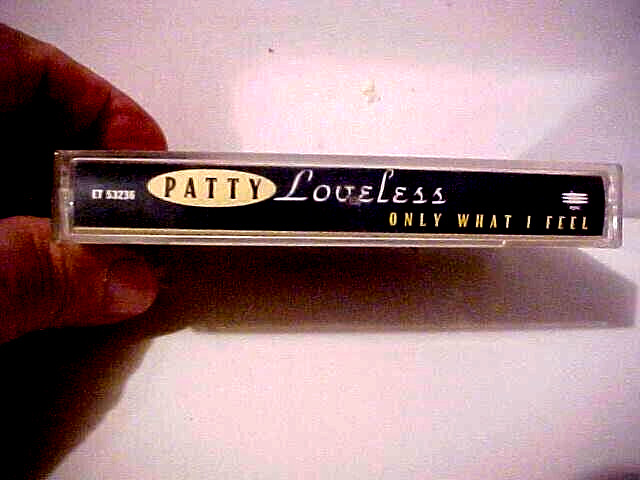 ET 53236
PATTY Loveless
ONLY WHAT I FEEL